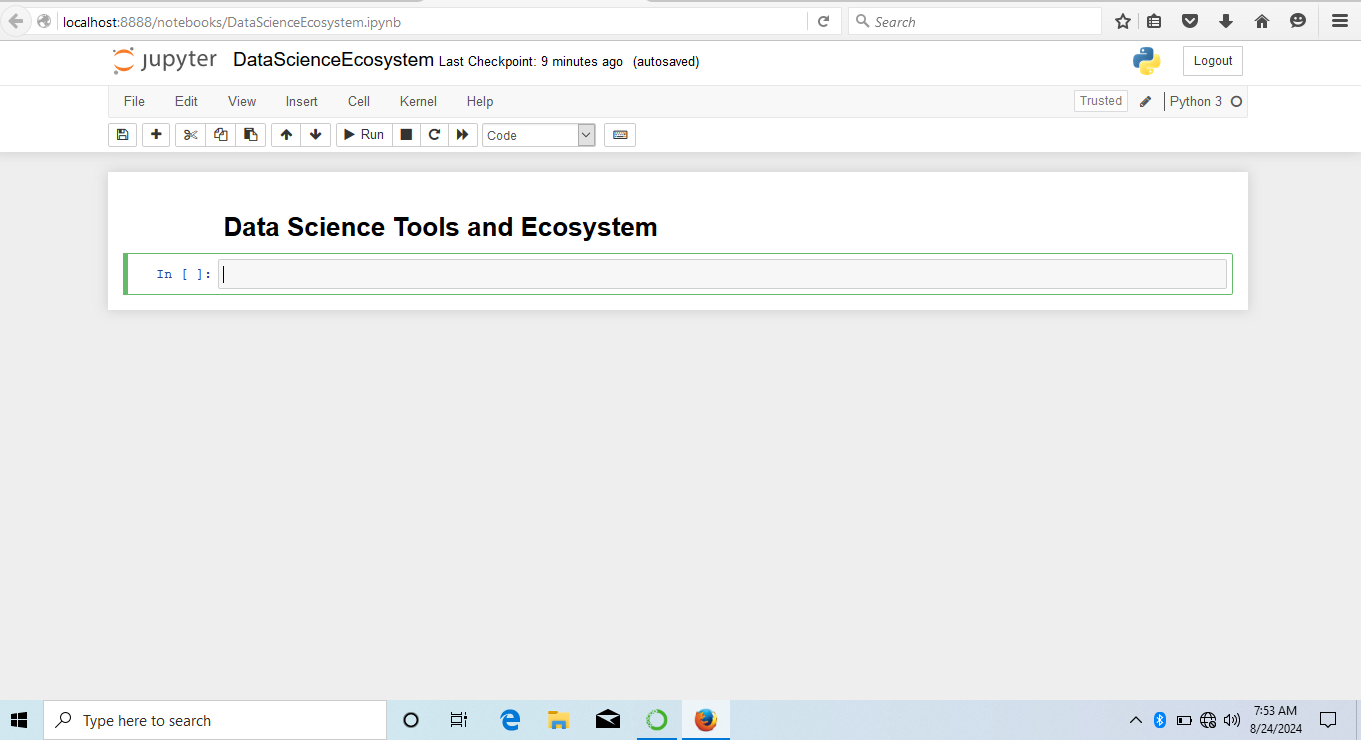 localhost:8888/notebooks/DataScienceEcosystem.ipynb
Search
jupyter DataScienceEcosystem Last Checkpoint: 9 minutes ago (autosaved)
Logout
File Edit View Insert Cell Kernel Help
Trusted
Python 3
Run
Code
Data Science Tools and Ecosystem
In [ ]:
Type here to search
7:53 AM
8/24/2024